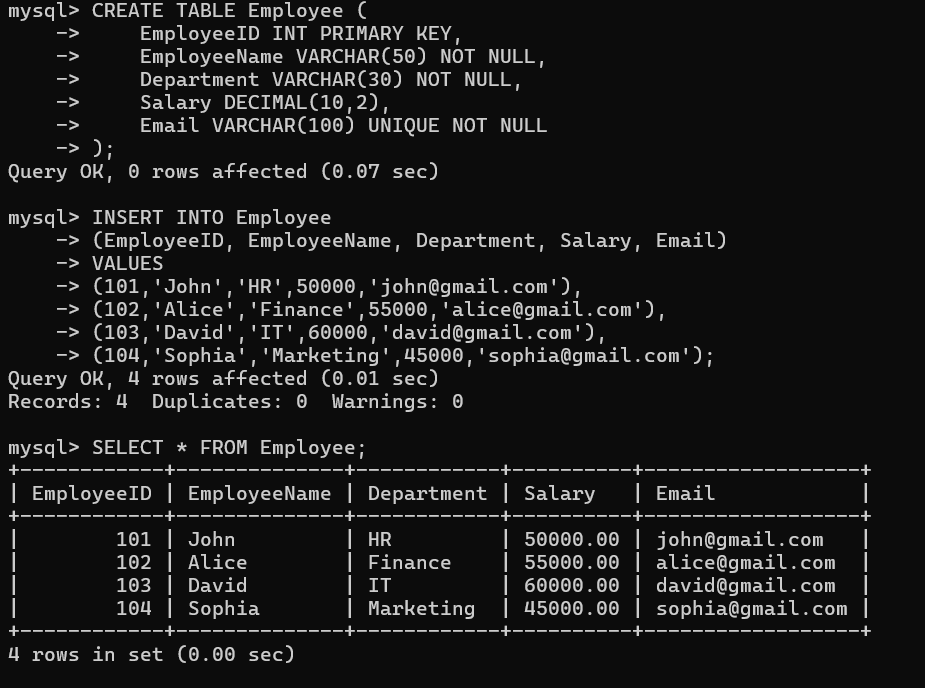 mysql> CREATE TABLE Employee (
    ->     EmployeeID INT PRIMARY KEY,
    ->     EmployeeName VARCHAR(50) NOT NULL,
    ->     Department VARCHAR(30) NOT NULL,
    ->     Salary DECIMAL(10,2),
    ->     Email VARCHAR(100) UNIQUE NOT NULL
    -> );
Query OK, 0 rows affected (0.07 sec)

mysql> INSERT INTO Employee
    -> (EmployeeID, EmployeeName, Department, Salary, Email)
    -> VALUES
    -> (101,'John','HR',50000,'john@gmail.com'),
    -> (102,'Alice','Finance',55000,'alice@gmail.com'),
    -> (103,'David','IT',60000,'david@gmail.com'),
    -> (104,'Sophia','Marketing',45000,'sophia@gmail.com');
Query OK, 4 rows affected (0.01 sec)
Records: 4  Duplicates: 0  Warnings: 0

mysql> SELECT * FROM Employee;
+------------+--------------+------------+----------+------------------+
| EmployeeID | EmployeeName | Department | Salary   | Email            |
+------------+--------------+------------+----------+------------------+
|        101 | John         | HR         | 50000.00 | john@gmail.com   |
|        102 | Alice        | Finance    | 55000.00 | alice@gmail.com  |
|        103 | David        | IT         | 60000.00 | david@gmail.com  |
|        104 | Sophia       | Marketing  | 45000.00 | sophia@gmail.com |
+------------+--------------+------------+----------+------------------+
4 rows in set (0.00 sec)